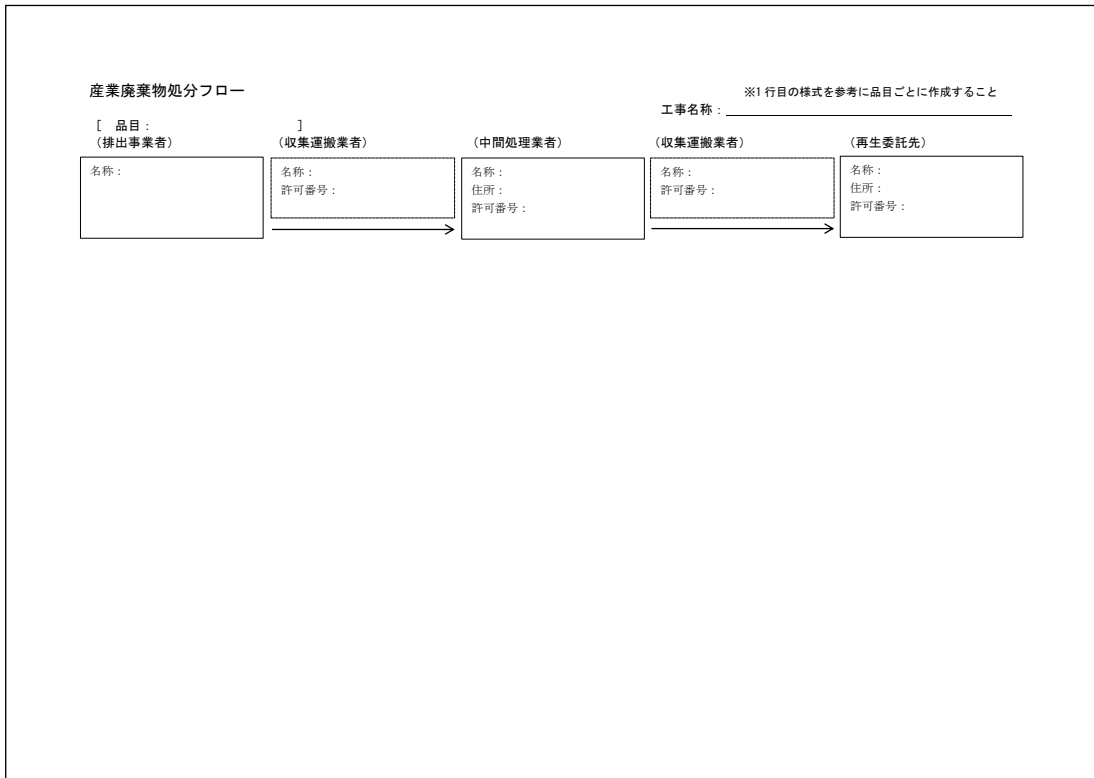 産業廃棄物処分フロー
※1行目の様式を参考に品目ごとに作成すること
工事名称：
［ 品目： ］
（排出事業者） （収集運搬業者） （中間処理業者） （収集運搬業者） （再生委託先）
名称： 名称： 名称： 名称： 名称：
許可番号： 住所： 許可番号： 住所：
許可番号： 許可番号：